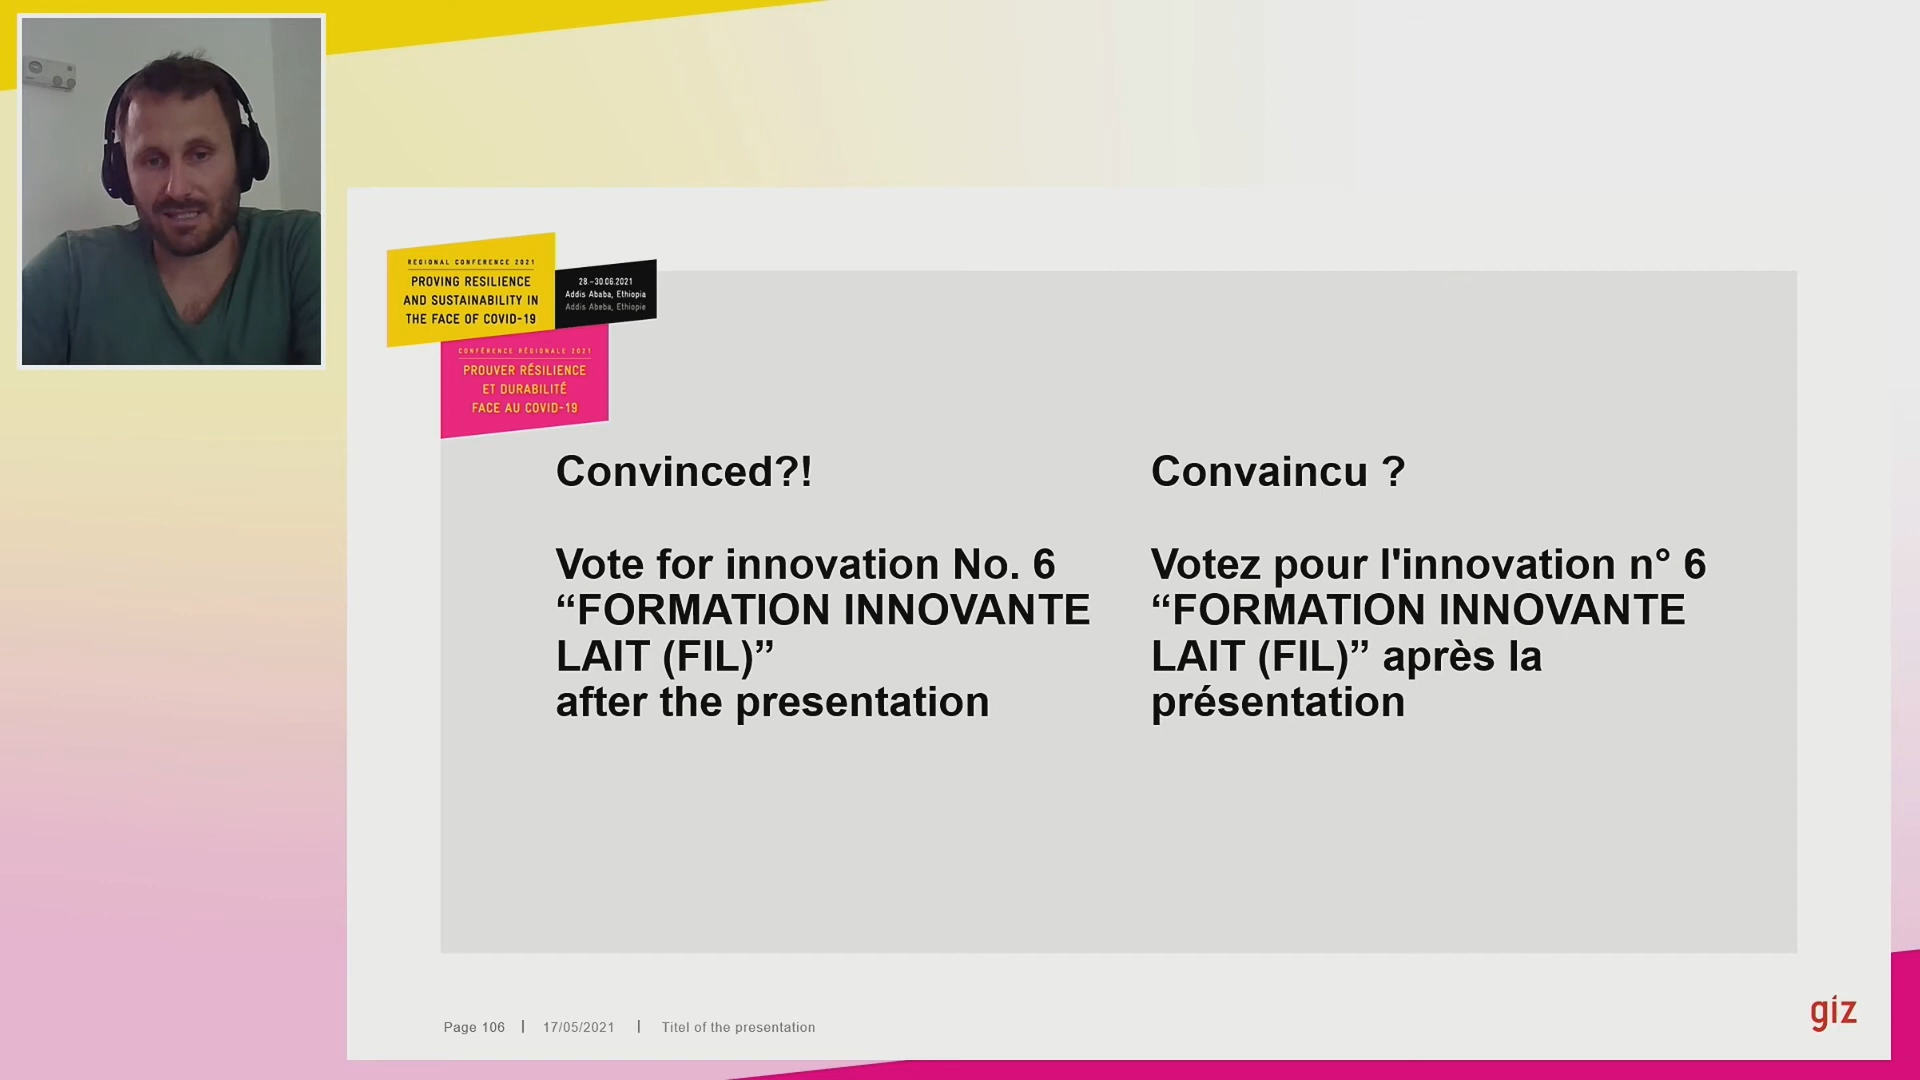 REGIONAL CONFERENCE 2021
PROVING RESILIENCE
AND SUSTAINABILITY IN
THE FACE OF COVID-19
28.–30.06.2021
Addis Ababa, Ethiopia
Addis Abeba, Ethiopie
CONFÉRENCE RÉGIONALE 2021
PROUVER RÉSILIENCE
ET DURABILITÉ
FACE AU COVID-19
Convinced?!
Vote for innovation No. 6
“FORMATION INNOVANTE
LAIT (FIL)”
after the presentation
Convaincu ?
Votez pour l'innovation n° 6
“FORMATION INNOVANTE
LAIT (FIL)” après la
présentation
Page 106 | 17/05/2021 | Titel of the presentation
giz